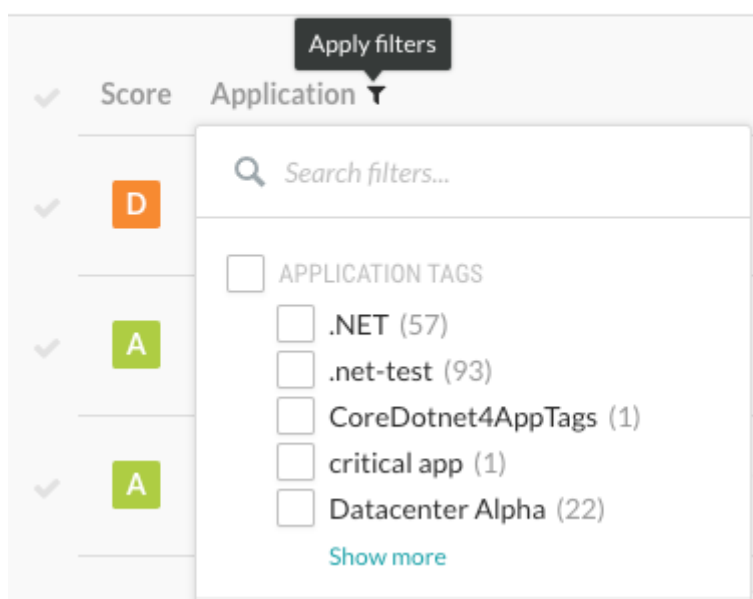 Apply filters
Score Application
Search filters...
D
APPLICATION TAGS
.NET (57)
.net-test (93)
A
CoreDotnet4AppTags (1)
critical app (1)
A
Datacenter Alpha (22)
Show more